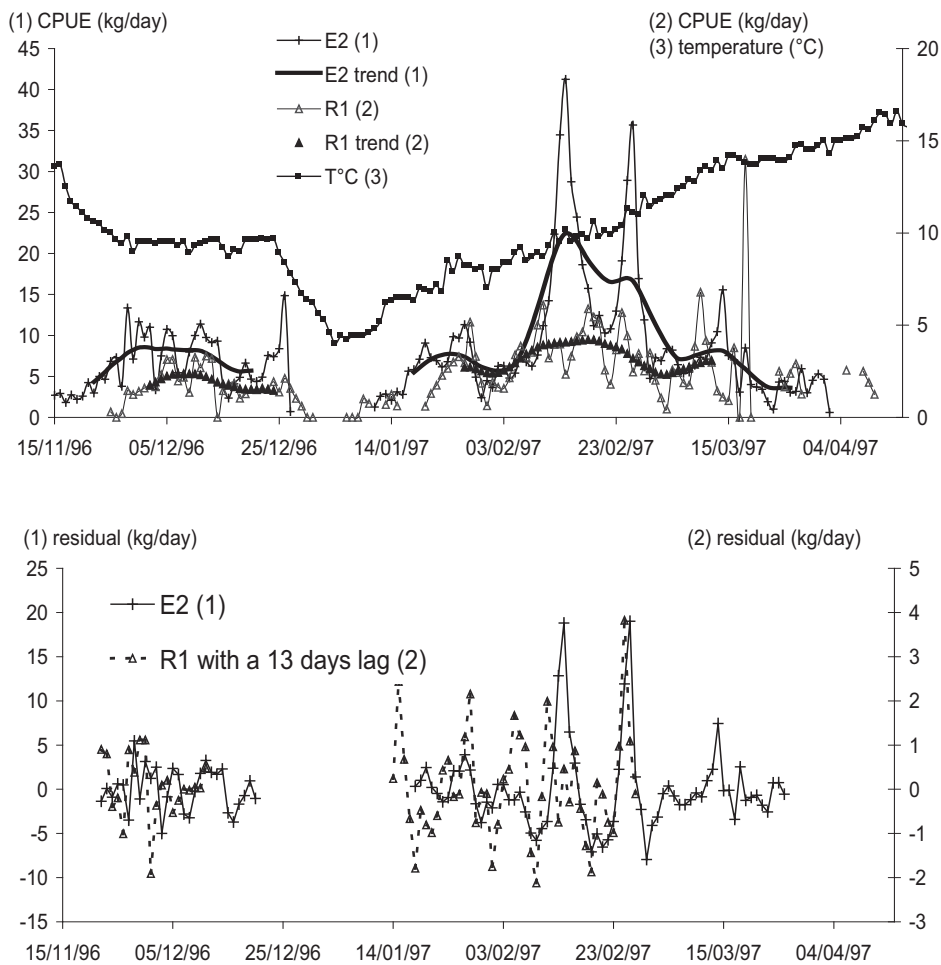 (1) CPUE (kg/day)
(2) CPUE (kg/day)
(3) temperature (°C)
E2 (1)
E2 trend (1)
R1 (2)
R1 trend (2)
T°C (3)
45
40
35
30
25
20
15
10
5
0
20
15
10
5
0
15/11/96 05/12/96 25/12/96 14/01/97 03/02/97 23/02/97 15/03/97 04/04/97
(1) residual (kg/day)
(2) residual (kg/day)
E2 (1)
R1 with a 13 days lag (2)
25
20
15
10
5
0
-5
-10
-15
5
4
3
2
1
0
-1
-2
-3
15/11/96 05/12/96 25/12/96 14/01/97 03/02/97 23/02/97 15/03/97 04/04/97